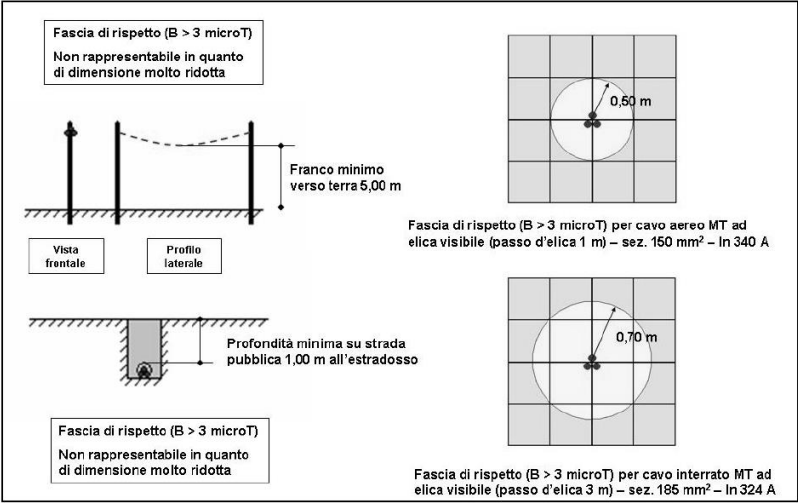 Fascia di rispetto (B > 3 microT)
Non rappresentabile in quanto
di dimensione molto ridotta
Franco minimo
verso terra 5,00 m
Vista
frontale
Profilo
laterale
Profondità minima su strada
pubblica 1,00 m all'estradosso
Fascia di rispetto (B > 3 microT)
Non rappresentabile in quanto
di dimensione molto ridotta
0,50 m
Fascia di rispetto (B > 3 microT) per cavo aereo MT ad
elica visibile (passo d'elica 1 m) – sez. 150 mm² – In 340 A
0,70 m
Fascia di rispetto (B > 3 microT) per cavo interrato MT ad
elica visibile (passo d'elica 3 m) – sez. 185 mm² – In 324 A